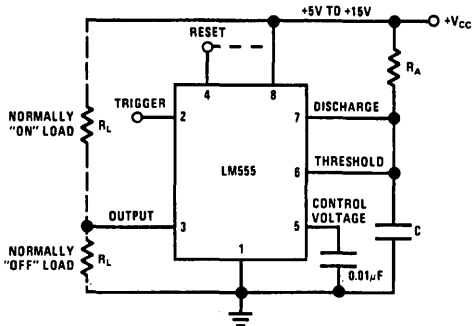 +5V TO +15V
+VCC
RESET
RA
4
8
TRIGGER
2
7
DISCHARGE
NORMALLY
"ON" LOAD
RL
LM555
6
THRESHOLD
OUTPUT
3
5
CONTROL
VOLTAGE
C
NORMALLY
"OFF" LOAD
RL
1
0.01μF